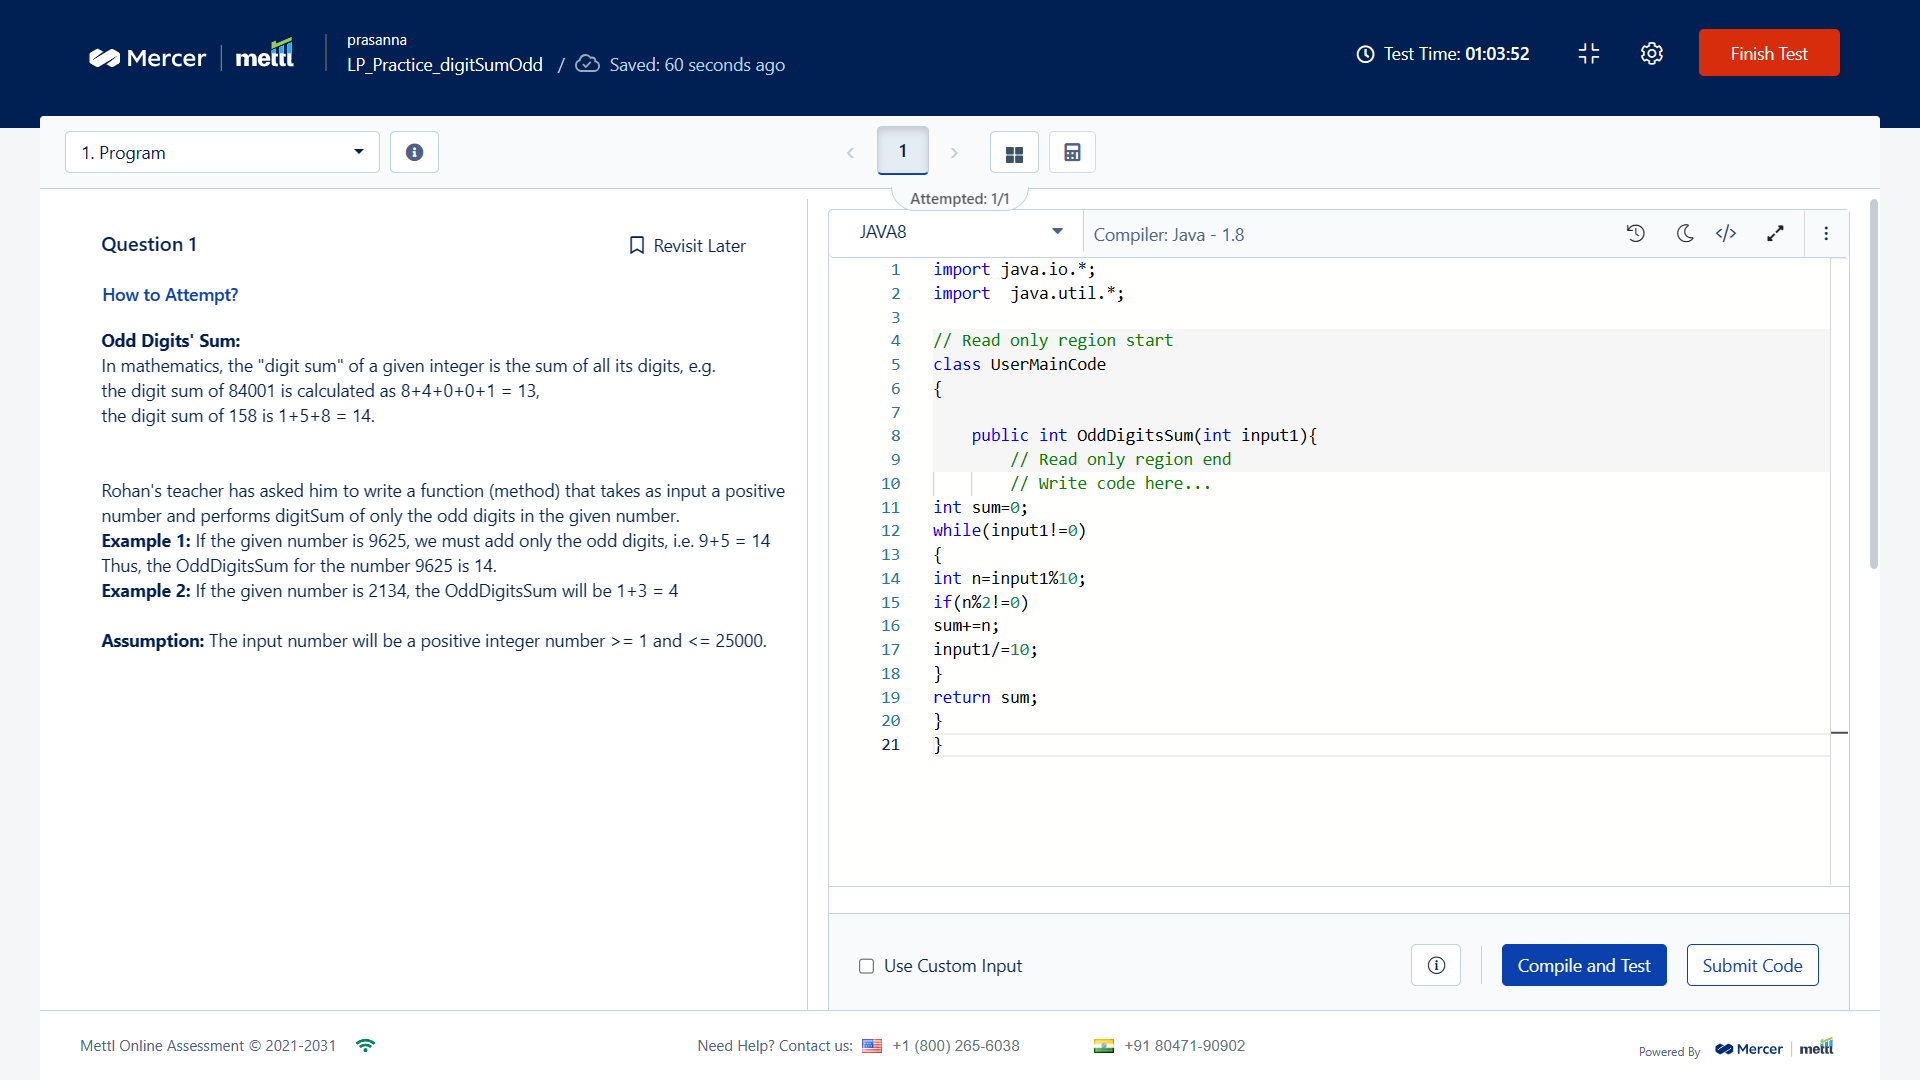 Mercer | mettl
prasanna
LP_Practice_digitSumOdd / Saved: 60 seconds ago
Test Time: 01:03:52
Finish Test
1. Program
1
Attempted: 1/1
Question 1
Revisit Later
How to Attempt?
Odd Digits' Sum:
In mathematics, the "digit sum" of a given integer is the sum of all its digits, e.g.
the digit sum of 84001 is calculated as 8+4+0+0+1 = 13,
the digit sum of 158 is 1+5+8 = 14.
Rohan's teacher has asked him to write a function (method) that takes as input a positive
number and performs digitSum of only the odd digits in the given number.
Example 1: If the given number is 9625, we must add only the odd digits, i.e. 9+5 = 14
Thus, the OddDigitsSum for the number 9625 is 14.
Example 2: If the given number is 2134, the OddDigitsSum will be 1+3 = 4
Assumption: The input number will be a positive integer number >= 1 and <= 25000.
JAVA8
Compiler: Java - 1.8
1 import java.io.*;
2 import  java.util.*;
3
4 // Read only region start
5 class UserMainCode
6 {
7
8     public int OddDigitsSum(int input1){
9         // Read only region end
10         // Write code here...
11 int sum=0;
12 while(input1!=0)
13 {
14 int n=input1%10;
15 if(n%2!=0)
16 sum+=n;
17 input1/=10;
18 }
19 return sum;
20 }
21 }
Use Custom Input
Compile and Test
Submit Code
Mettl Online Assessment © 2021-2031
Need Help? Contact us: +1 (800) 265-6038
+91 80471-90902
Powered By
Mercer | mettl